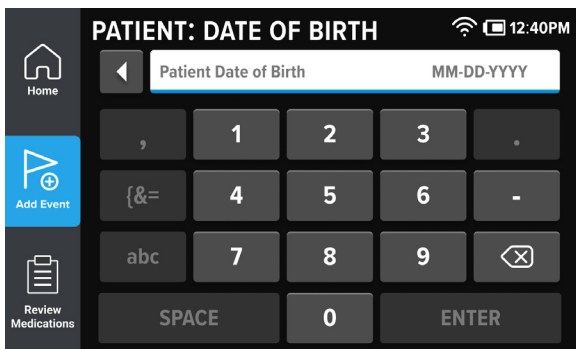 PATIENT: DATE OF BIRTH 12:40PM
Home
Patient Date of Birth MM-DD-YYYY
, 1 2 3 .
Add Event
{&= 4 5 6 -
abc 7 8 9
Review
Medications
SPACE 0 ENTER